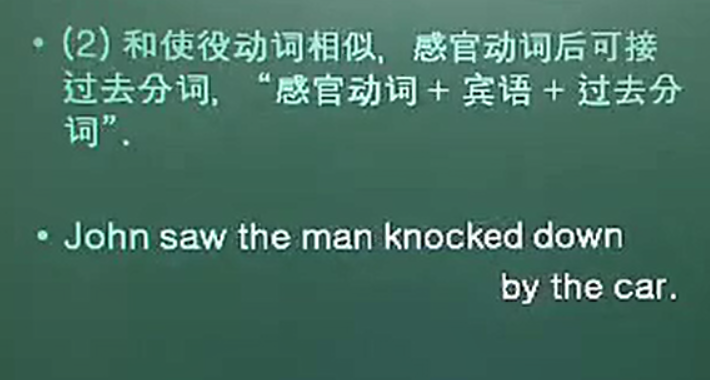 • (2) 和使役动词相似, 感官动词后可接
过去分词, “感官动词 + 宾语 + 过去分
词”.
• John saw the man knocked down
by the car.